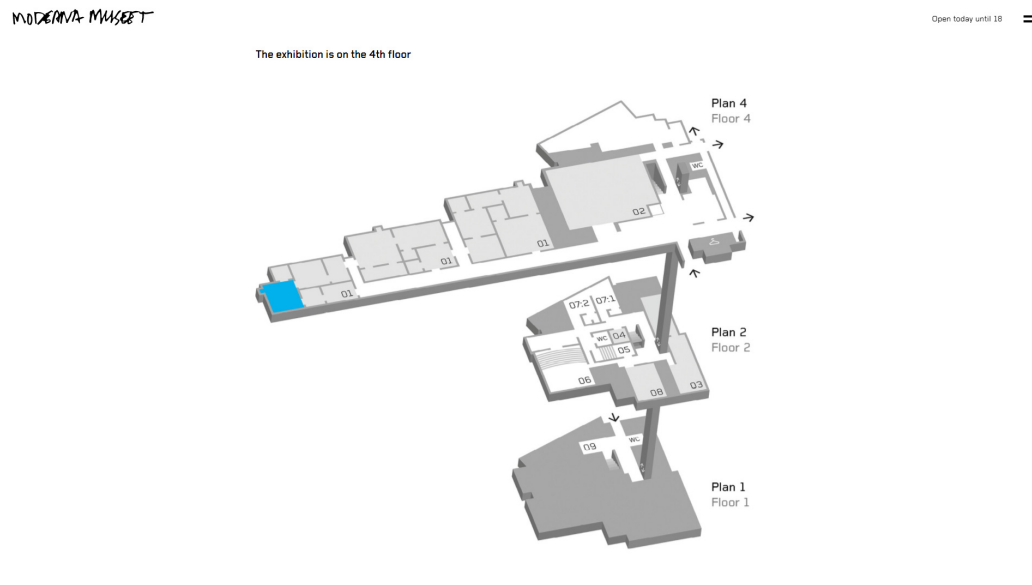 MODERNA MUSEET
Open today until 18
The exhibition is on the 4th floor
Plan 4
Floor 4
WC
02
01
01
01
07:2 07:1
WC 04
05
06
08 03
Plan 2
Floor 2
09
WC
Plan 1
Floor 1